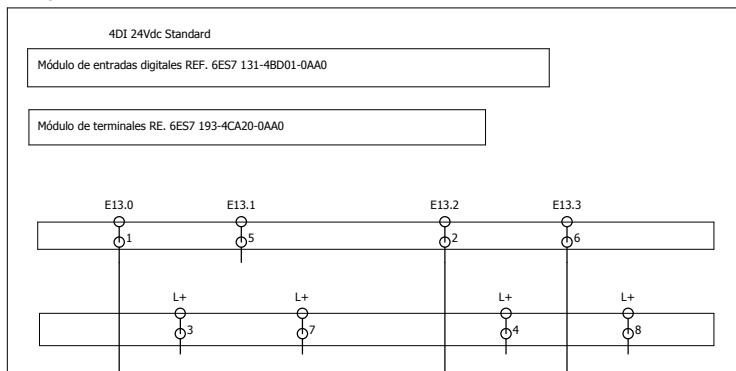 4DI 24Vdc Standard
Módulo de entradas digitales REF. 6ES7 131-4BD01-0AA0
Módulo de terminales RE. 6ES7 193-4CA20-0AA0
E13.0 E13.1 E13.2 E13.3
1 5 2 6
L+ L+ L+ L+
3 7 4 8